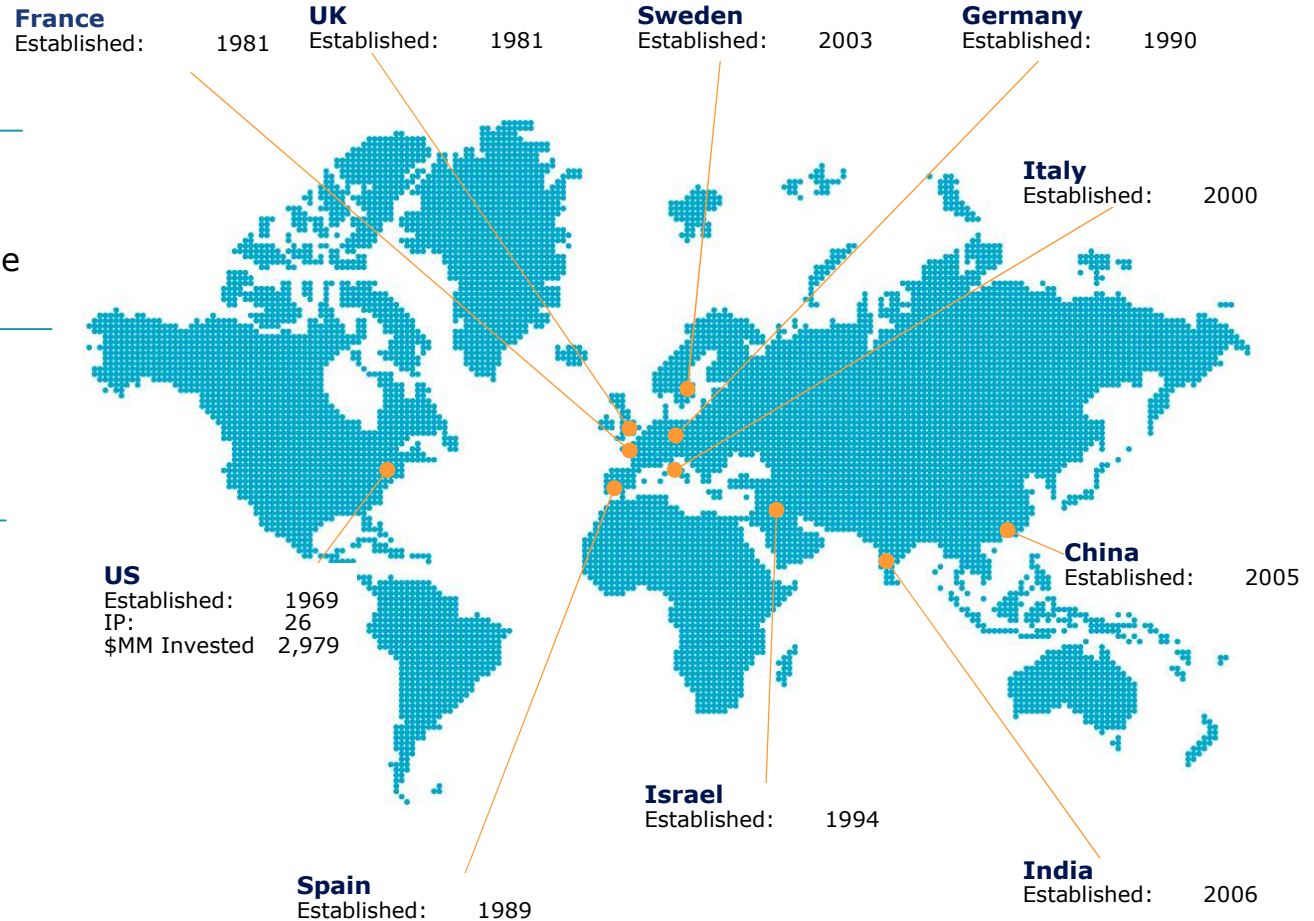 France
Established: 1981
UK
Established: 1981
Sweden
Established: 2003
Germany
Established: 1990
Italy
Established: 2000
e
China
Established: 2005
US
Established: 1969
IP: 26
$MM Invested 2,979
Israel
Established: 1994
India
Established: 2006
Spain
Established: 1989